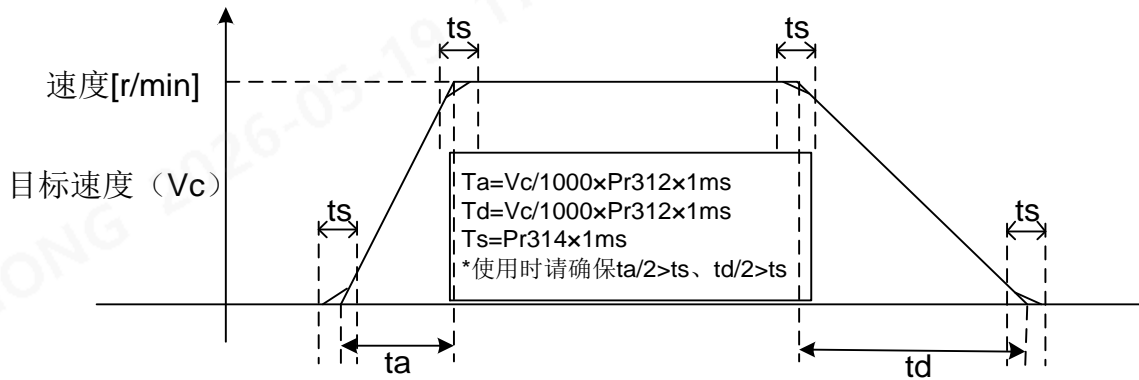 ts
ts
速度[r/min]
目标速度（Vc）
Ta=Vc/1000×Pr312×1ms
Td=Vc/1000×Pr312×1ms
Ts=Pr314×1ms
*使用时请确保ta/2>ts、td/2>ts
ts
ts
ta
td